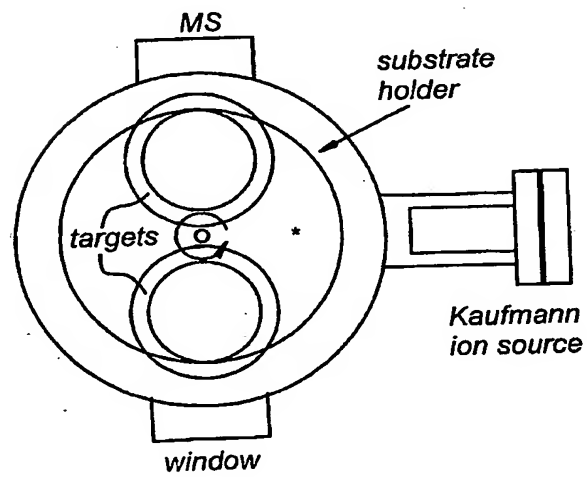 MS
substrate
holder
targets
*
Kaufmann
ion source
window